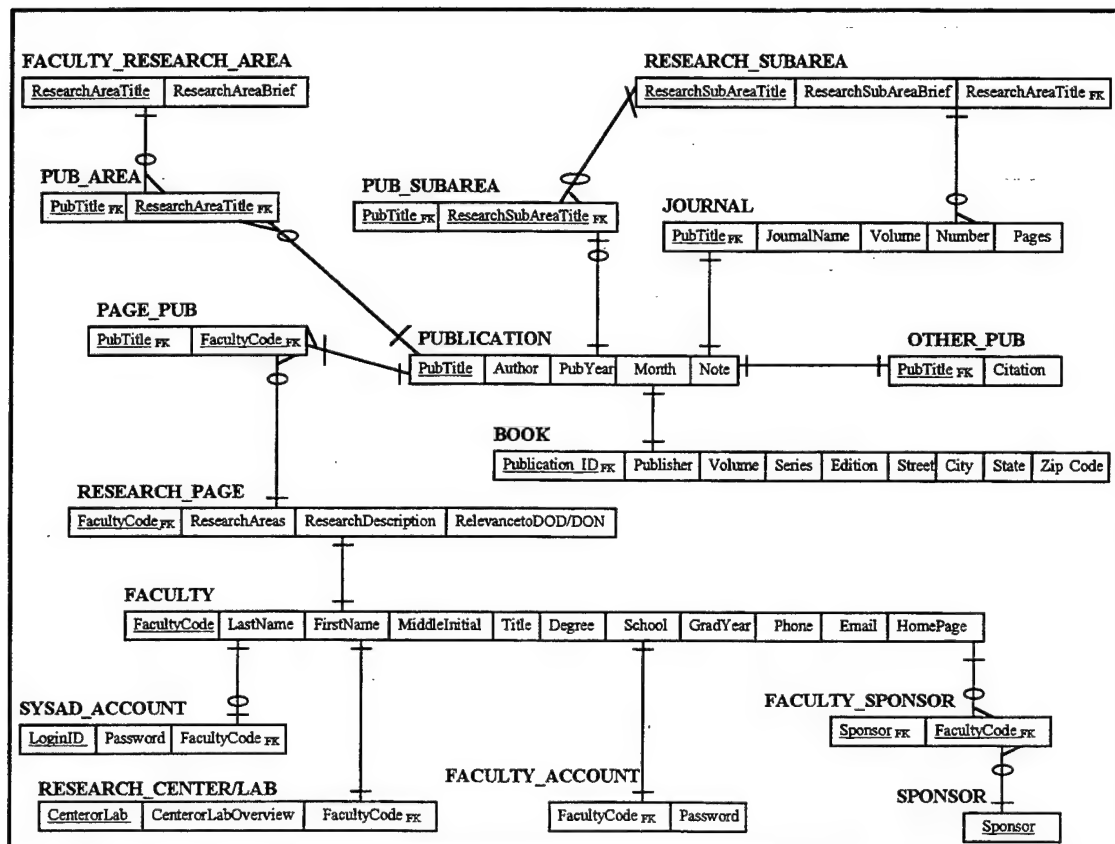 FACULTY_RESEARCH_AREA
ResearchAreaTitle ResearchAreaBrief
RESEARCH_SUBAREA
ResearchSubAreaTitle ResearchSubAreaBrief ResearchAreaTitle FK
PUB_AREA
PubTitle FK ResearchAreaTitle FK
PUB_SUBAREA
PubTitle FK ResearchSubAreaTitle FK
JOURNAL
PubTitle FK JournalName Volume Number Pages
PAGE_PUB
PubTitle FK FacultyCode FK
PUBLICATION
PubTitle Author PubYear Month Note
OTHER_PUB
PubTitle FK Citation
BOOK
Publication_ID FK Publisher Volume Series Edition Street City State Zip Code
RESEARCH_PAGE
FacultyCode FK ResearchAreas ResearchDescription RelevancetoDOD/DON
FACULTY
FacultyCode LastName FirstName MiddleInitial Title Degree School GradYear Phone Email HomePage
SYSAD_ACCOUNT
LoginID Password FacultyCode FK
FACULTY_SPONSOR
Sponsor FK FacultyCode FK
RESEARCH_CENTER/LAB
CenterorLab CenterorLabOverview FacultyCode FK
FACULTY_ACCOUNT
FacultyCode FK Password
SPONSOR
Sponsor